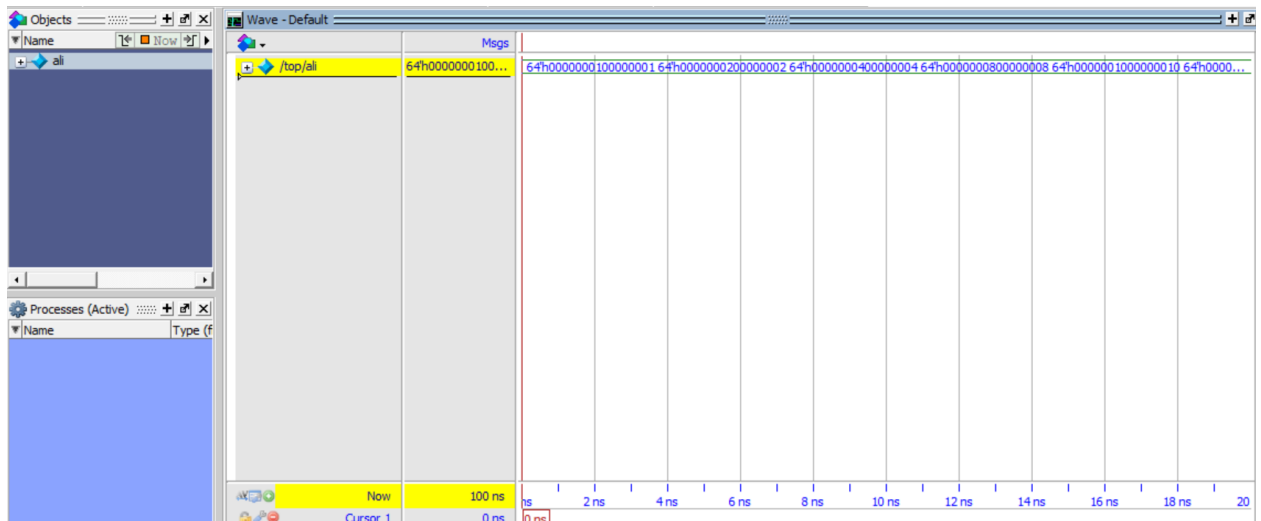 Objects
Wave - Default
Name
Now
Msgs
ali
/top/ali
64'h0000000100...
64'h0000000100000001 64'h0000000200000002 64'h0000000400000004 64'h0000000800000008 64'h0000001000000010 64'h0000...
Processes (Active)
Name
Type (f
Now
100 ns
ns
2 ns
4 ns
6 ns
8 ns
10 ns
12 ns
14 ns
16 ns
18 ns
20
Cursor 1
0 ns
0 ns